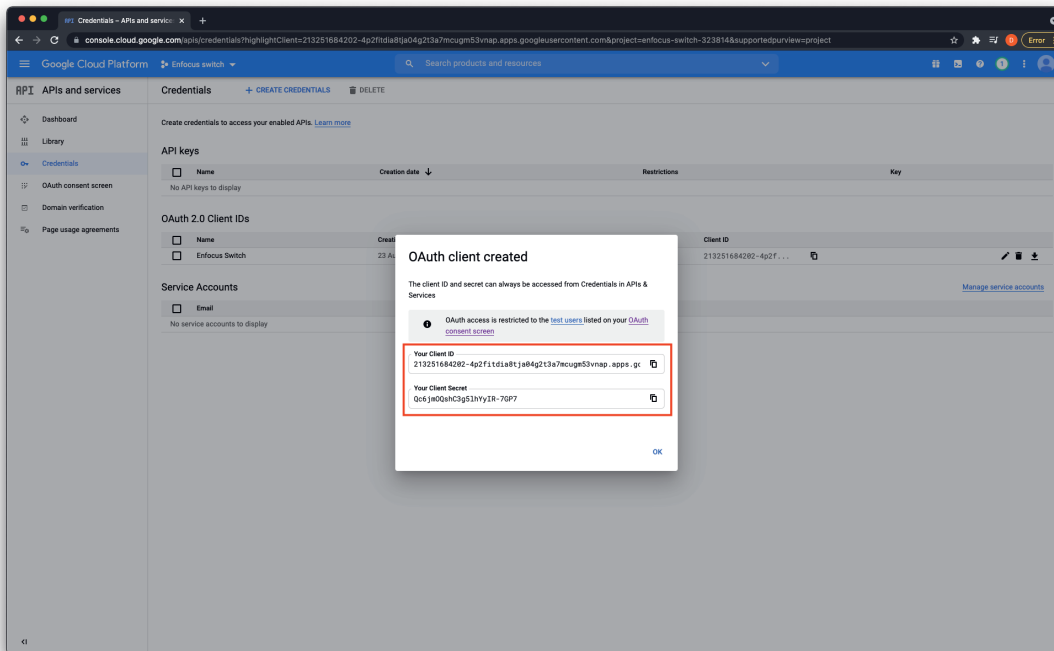 API Credentials – APIs and service
console.cloud.google.com/apis/credentials?highlightClient=213251684202-4p2fitdia8tja04g2t3a7mcugm53vnap.apps.googleusercontent.com&project=enfocus-switch-323814&supportedpurview=project
D
Error
Google Cloud Platform
Enfocus switch
Search products and resources
1
API APIs and services
Credentials
+ CREATE CREDENTIALS
DELETE
Dashboard
Library
Credentials
OAuth consent screen
Domain verification
Page usage agreements
Create credentials to access your enabled APIs. Learn more
API keys
Name Creation date Restrictions Key
No API keys to display
OAuth 2.0 Client IDs
Name Creati Client ID
Enfocus Switch 23 Au 213251684202-4p2f...
Service Accounts
Manage service accounts
Email
No service accounts to display
OAuth client created
The client ID and secret can always be accessed from Credentials in APIs &
Services
OAuth access is restricted to the test users listed on your OAuth
consent screen
Your Client ID
213251684202-4p2fitdia8tja04g2t3a7mcugm53vnap.apps.gc
Your Client Secret
Qc6jmOQshC3g5lhYyIR-7GP7
OK